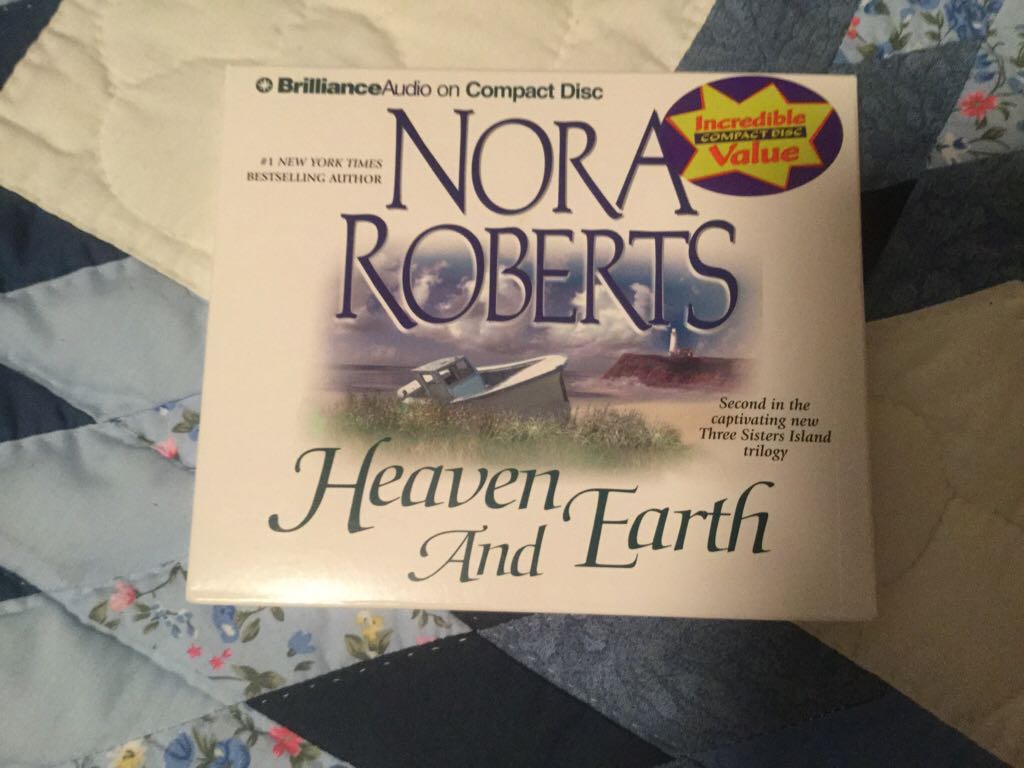 BrillianceAudio on Compact Disc
#1 NEW YORK TIMES
BESTSELLING AUTHOR
NORA
ROBERTS
Incredible
COMPACT DISC
Value
Second in the
captivating new
Three Sisters Island
trilogy
Heaven
And Earth